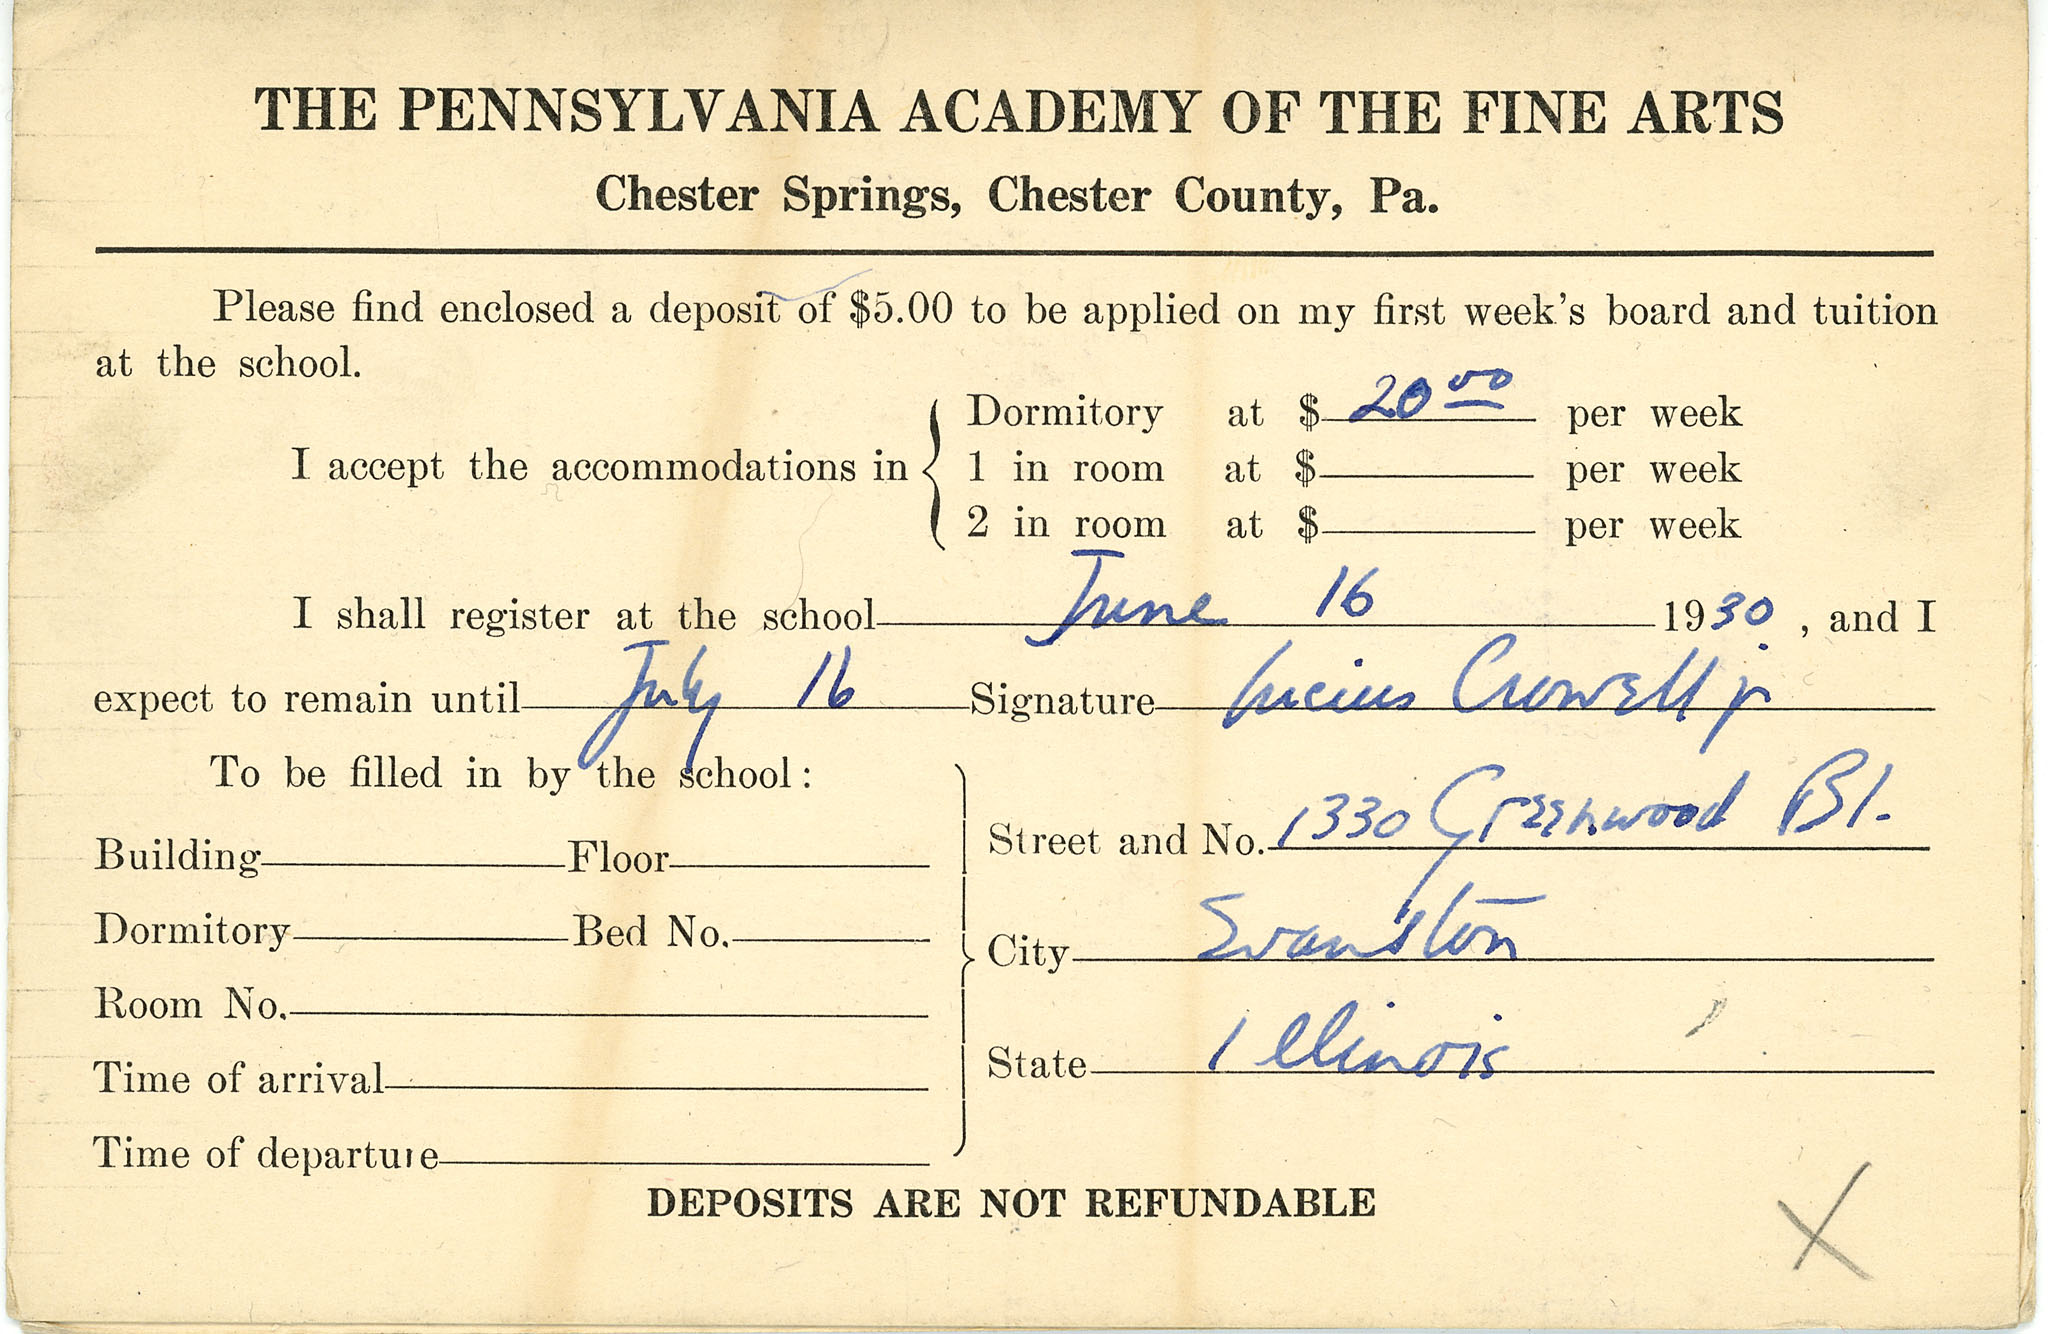 THE PENNSYLVANIA ACADEMY OF THE FINE ARTS
Chester Springs, Chester County, Pa.
Please find enclosed a deposit of $5.00 to be applied on my first week's board and tuition
at the school.
Dormitory at $ 20 00 per week
I accept the accommodations in 1 in room at $ per week
2 in room at $ per week
I shall register at the school June 16 1930, and I
expect to remain until July 16 Signature Lucius Crowell jr
To be filled in by the school:
Street and No. 1330 Greenwood Bl.
Building Floor
Dormitory Bed No.
City Evanston
Room No.
State Illinois
Time of arrival
Time of departure
DEPOSITS ARE NOT REFUNDABLE
X